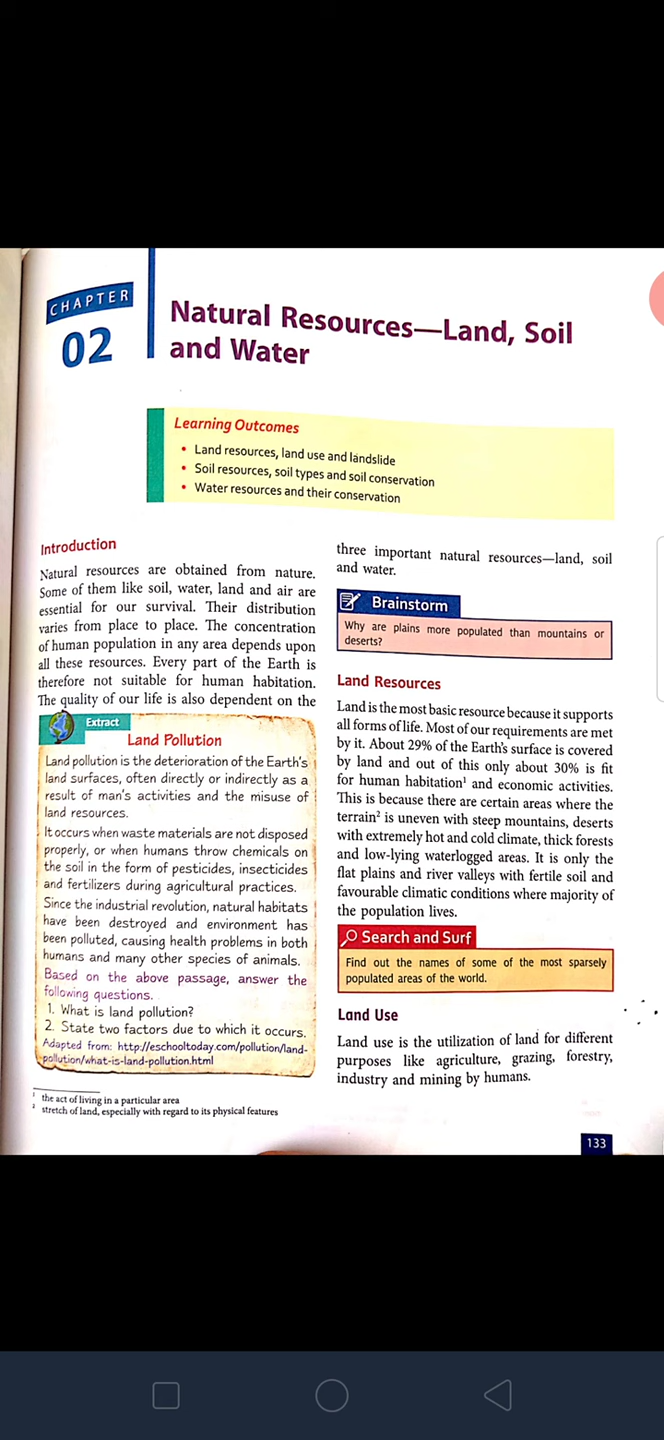 CHAPTER
02
Natural Resources—Land, Soil
and Water
Learning Outcomes
• Land resources, land use and landslide
• Soil resources, soil types and soil conservation
• Water resources and their conservation
Introduction
Natural resources are obtained from nature.
Some of them like soil, water, land and air are
essential for our survival. Their distribution
varies from place to place. The concentration
of human population in any area depends upon
all these resources. Every part of the Earth is
therefore not suitable for human habitation.
The quality of our life is also dependent on the
Extract
Land Pollution
Land pollution is the deterioration of the Earth's
land surfaces, often directly or indirectly as a
result of man's activities and the misuse of
land resources.
It occurs when waste materials are not disposed
properly, or when humans throw chemicals on
the soil in the form of pesticides, insecticides
and fertilizers during agricultural practices.
Since the industrial revolution, natural habitats
have been destroyed and environment has
been polluted, causing health problems in both
humans and many other species of animals.
Based on the above passage, answer the
following questions.
1. What is land pollution?
2. State two factors due to which it occurs.
Adapted from: http://eschooltoday.com/pollution/land-
pollution/what-is-land-pollution.html
1 the act of living in a particular area
2 stretch of land, especially with regard to its physical features
three important natural resources—land, soil
and water.
Brainstorm
Why are plains more populated than mountains or
deserts?
Land Resources
Land is the most basic resource because it supports
all forms of life. Most of our requirements are met
by it. About 29% of the Earth's surface is covered
by land and out of this only about 30% is fit
for human habitation¹ and economic activities.
This is because there are certain areas where the
terrain² is uneven with steep mountains, deserts
with extremely hot and cold climate, thick forests
and low-lying waterlogged areas. It is only the
flat plains and river valleys with fertile soil and
favourable climatic conditions where majority of
the population lives.
Search and Surf
Find out the names of some of the most sparsely
populated areas of the world.
Land Use
Land use is the utilization of land for different
purposes like agriculture, grazing, forestry,
industry and mining by humans.
133